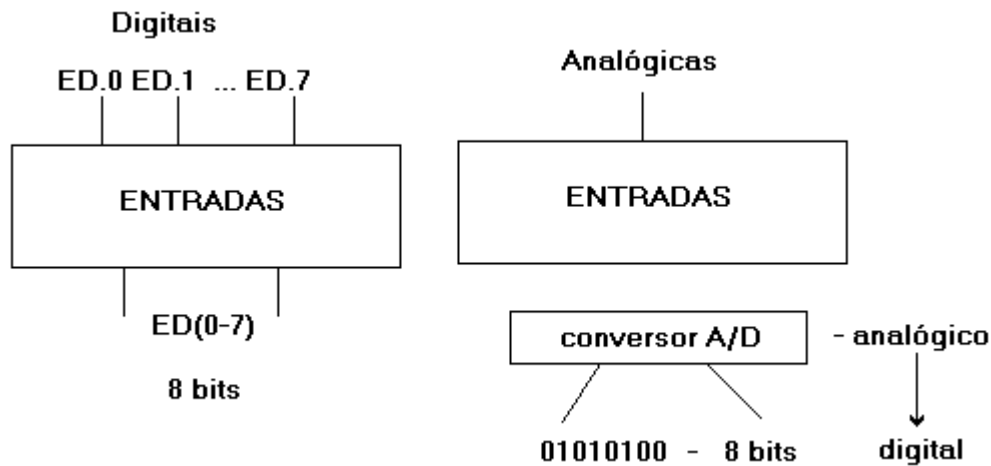 Digitais
ED.0 ED.1 ... ED.7
ENTRADAS
ED(0-7)
8 bits
Analógicas
ENTRADAS
conversor A/D
- analógico
01010100 - 8 bits
digital